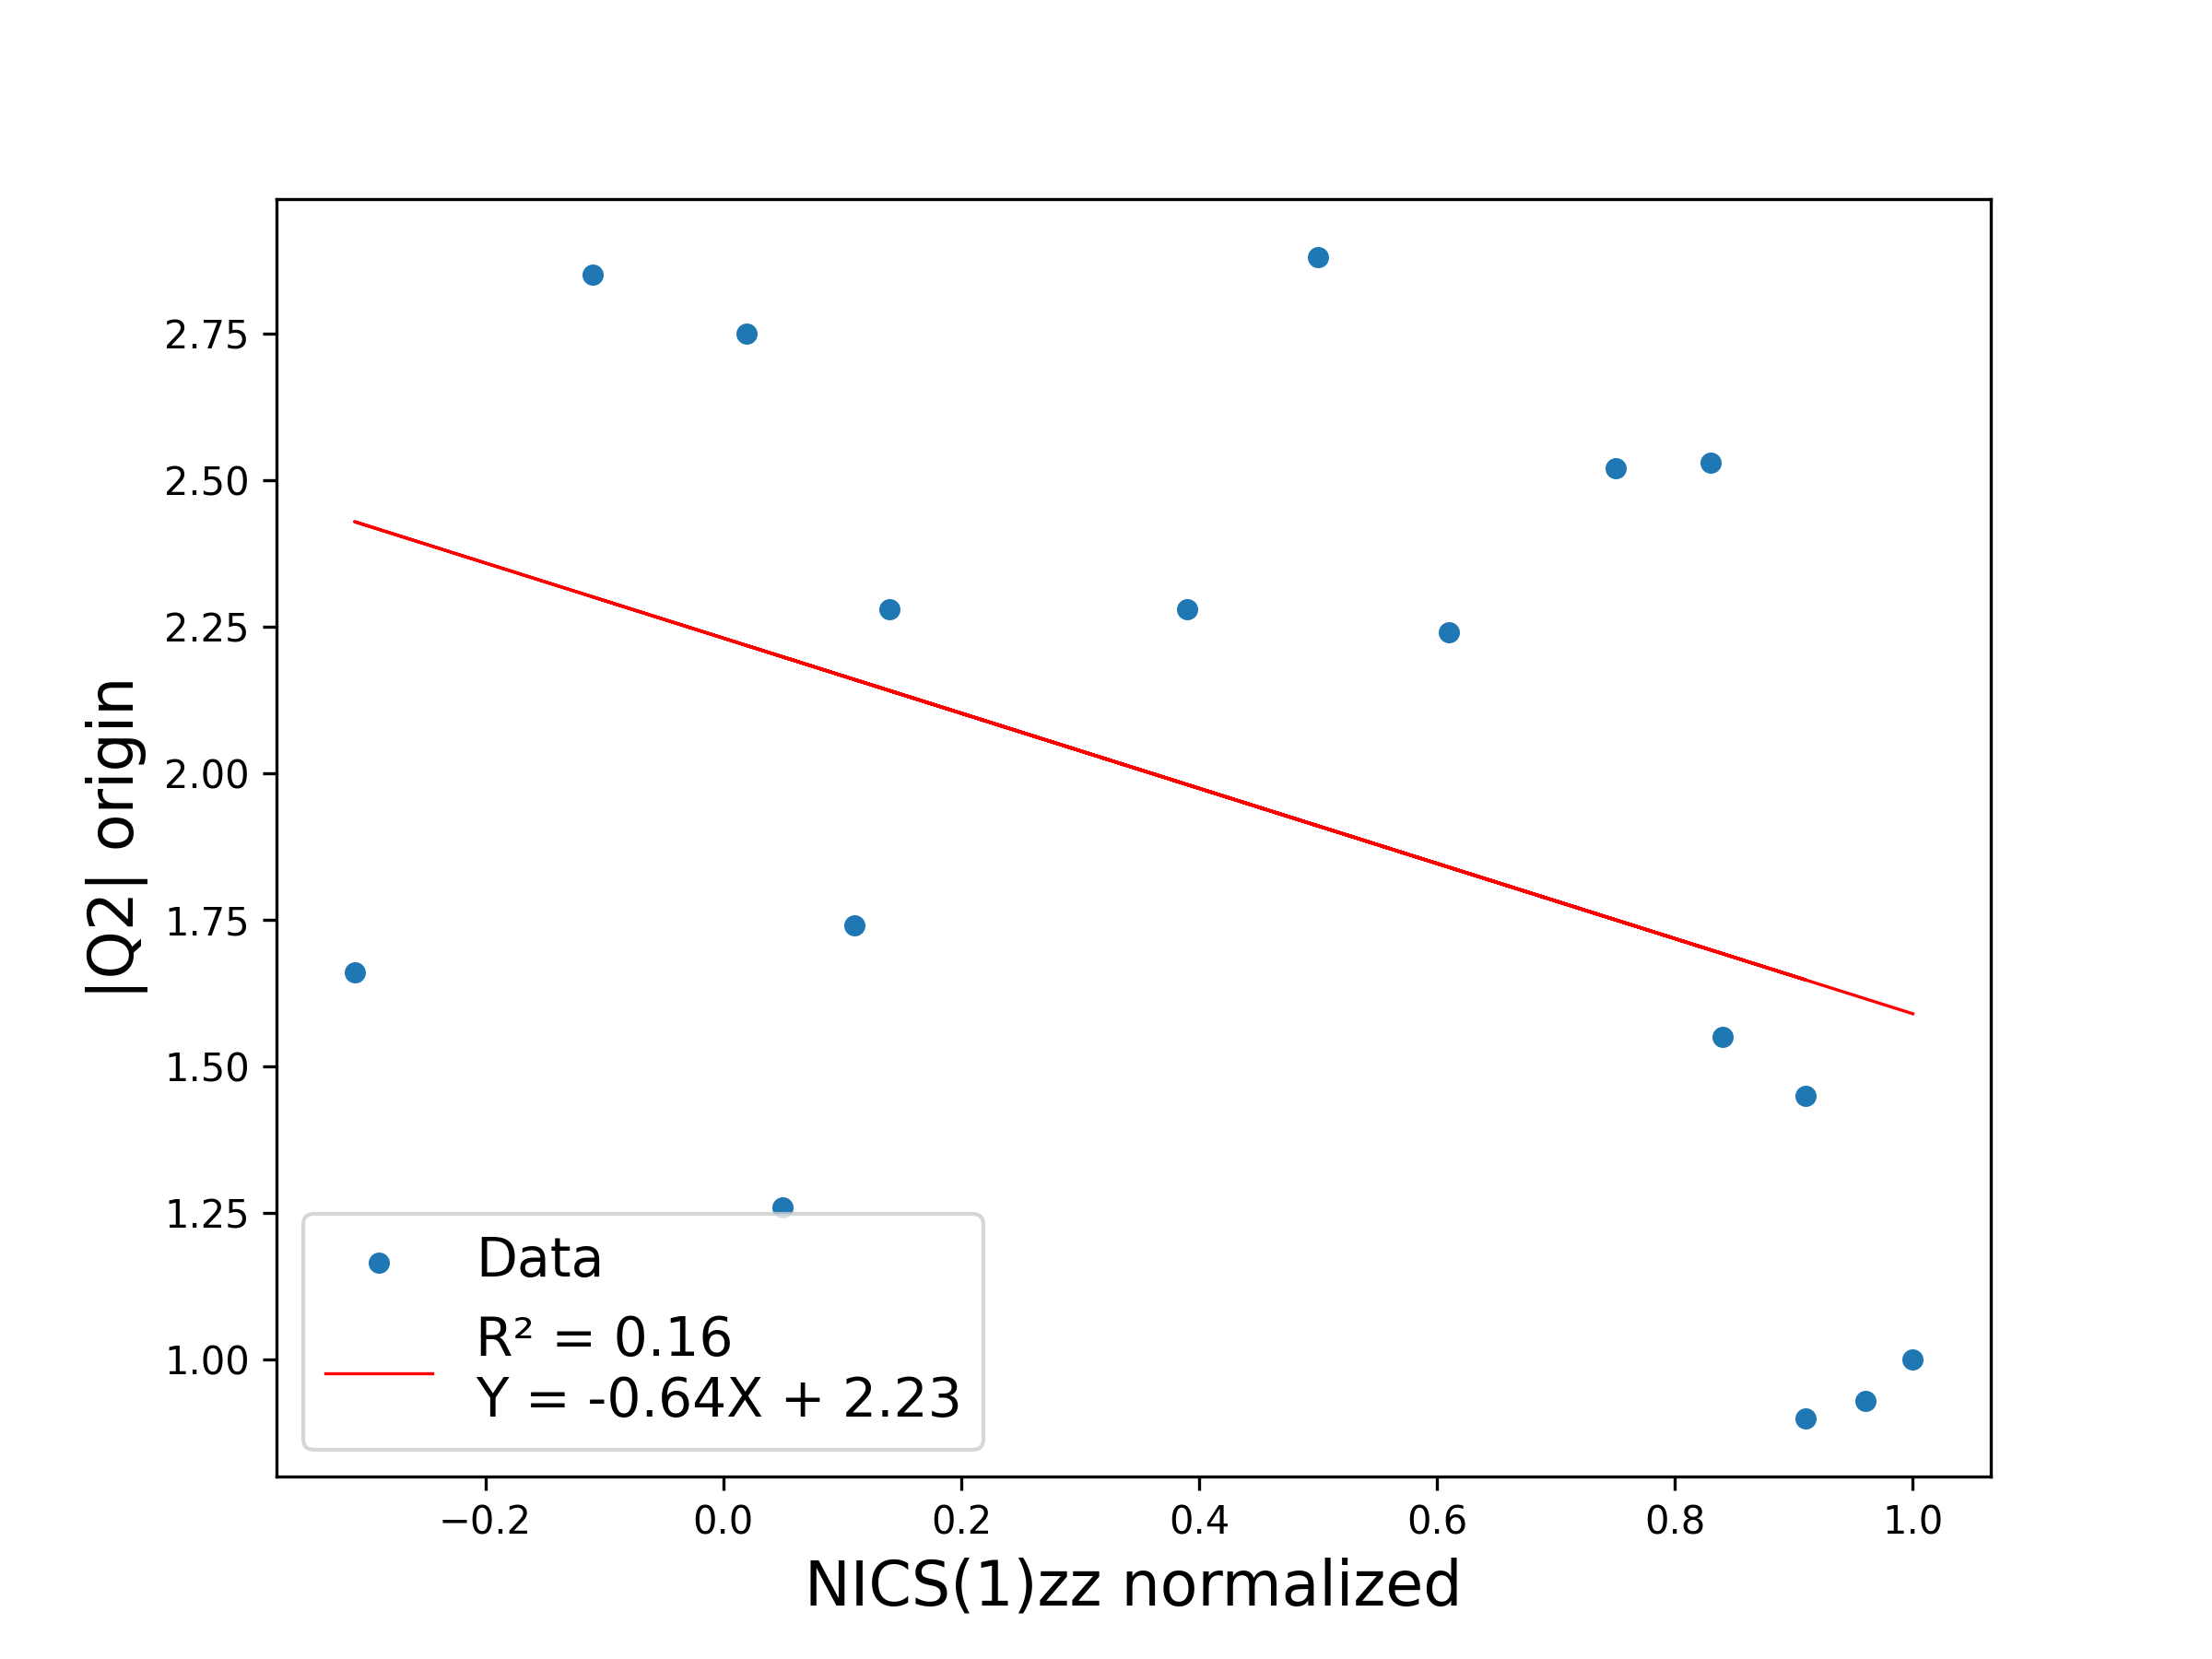 2.75
2.50
2.25
2.00
1.75
1.50
1.25
1.00
|Q2| origin
Data
R² = 0.16
Y = -0.64X + 2.23
−0.2 0.0 0.2 0.4 0.6 0.8 1.0
NICS(1)zz normalized